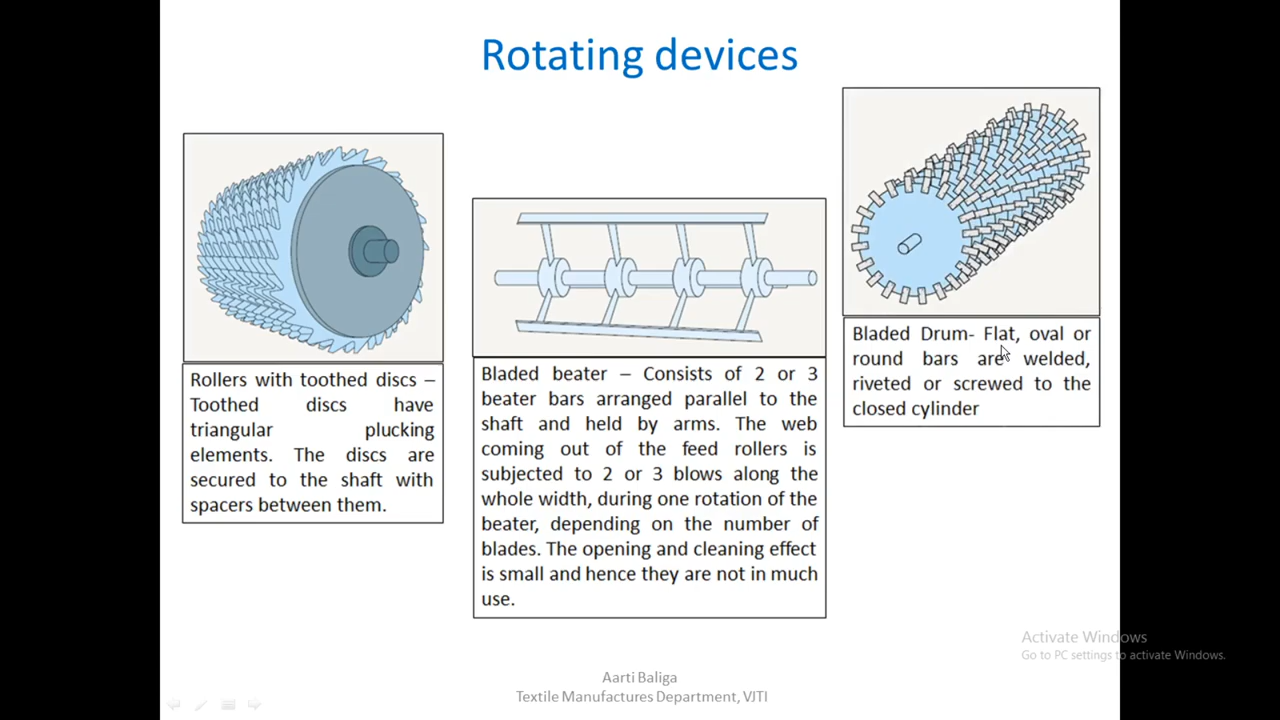 Rotating devices
Rollers with toothed discs –
Toothed discs have
triangular plucking
elements. The discs are
secured to the shaft with
spacers between them.
Bladed beater – Consists of 2 or 3
beater bars arranged parallel to the
shaft and held by arms. The web
coming out of the feed rollers is
subjected to 2 or 3 blows along the
whole width, during one rotation of the
beater, depending on the number of
blades. The opening and cleaning effect
is small and hence they are not in much
use.
Bladed Drum- Flat, oval or
round bars are welded,
riveted or screwed to the
closed cylinder
Activate Windows
Go to PC settings to activate Windows.
Aarti Baliga
Textile Manufactures Department, VJTI